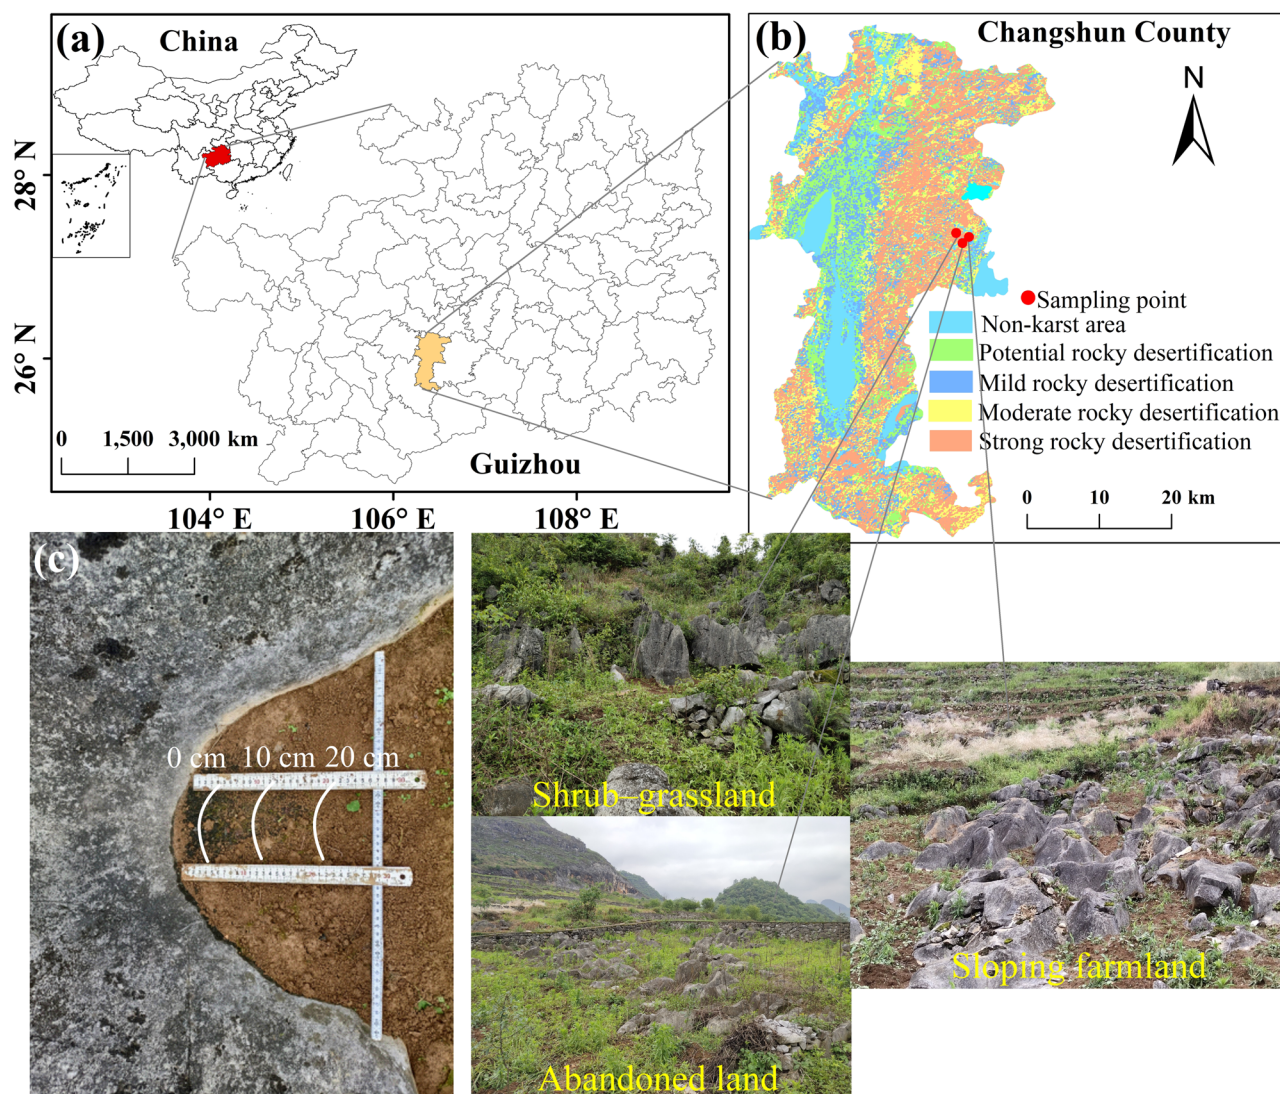 (a)
China
28° N
26° N
0 1,500 3,000 km
Guizhou
104° E 106° E 108° E
(b)
Changshun County
N
Sampling point
Non-karst area
Potential rocky desertification
Mild rocky desertification
Moderate rocky desertification
Strong rocky desertification
0 10 20 km
(c)
0 cm 10 cm 20 cm
Shrub–grassland
Abandoned land
Sloping farmland